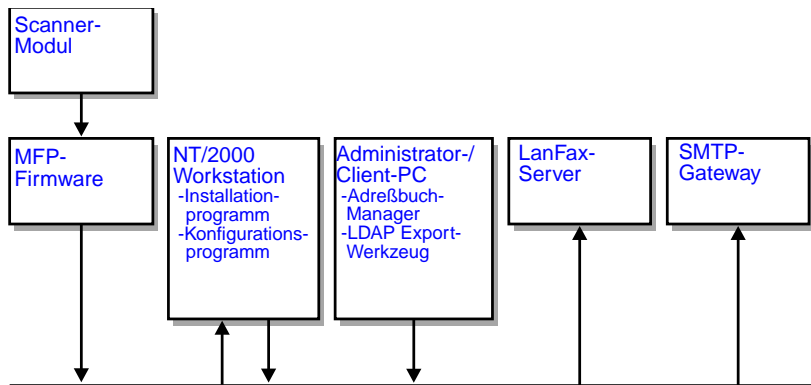 Scanner-
Modul
MFP-
Firmware
NT/2000
Workstation
-Installation-
programm
-Konfigurations-
programm
Administrator-/
Client-PC
-Adreßbuch-
Manager
-LDAP Export-
Werkzeug
LanFax-
Server
SMTP-
Gateway